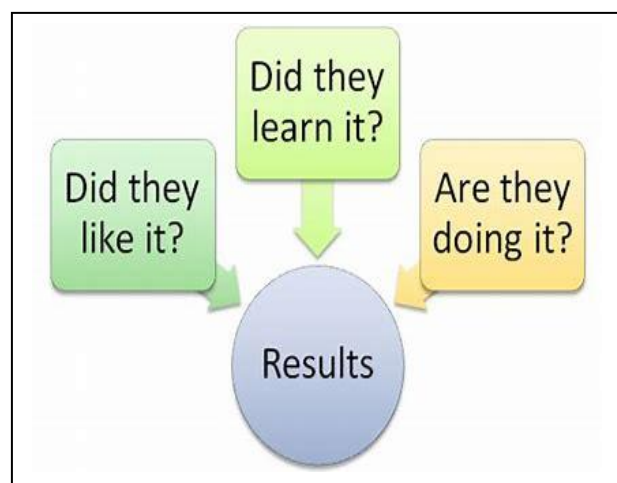 Did they
like it?
Did they
learn it?
Are they
doing it?
Results